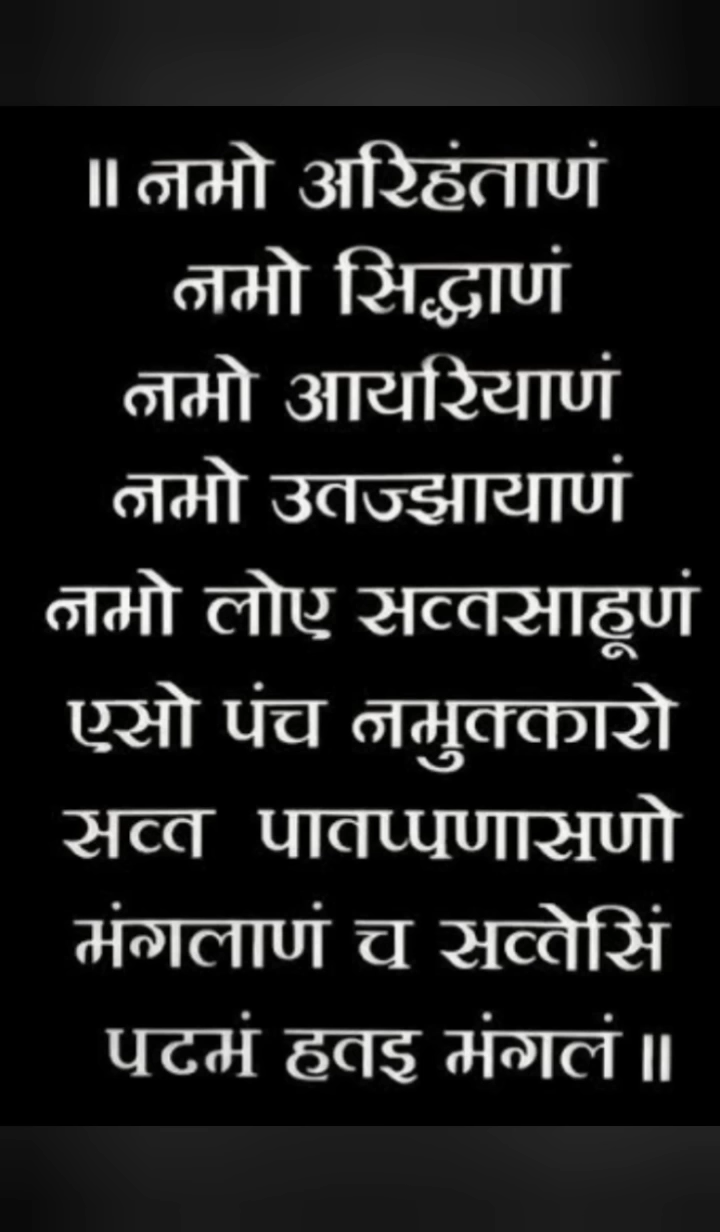 ॥ नमो अरिहंताणं
नमो सिद्धाणं
नमो आयरियाणं
नमो उवज्झायाणं
नमो लोए सव्वसाहूणं
एसो पंच नमुक्कारो
सव्व पावप्पणासणो
मंगलाणं च सव्वेसिं
पढमं हवइ मंगलं ॥